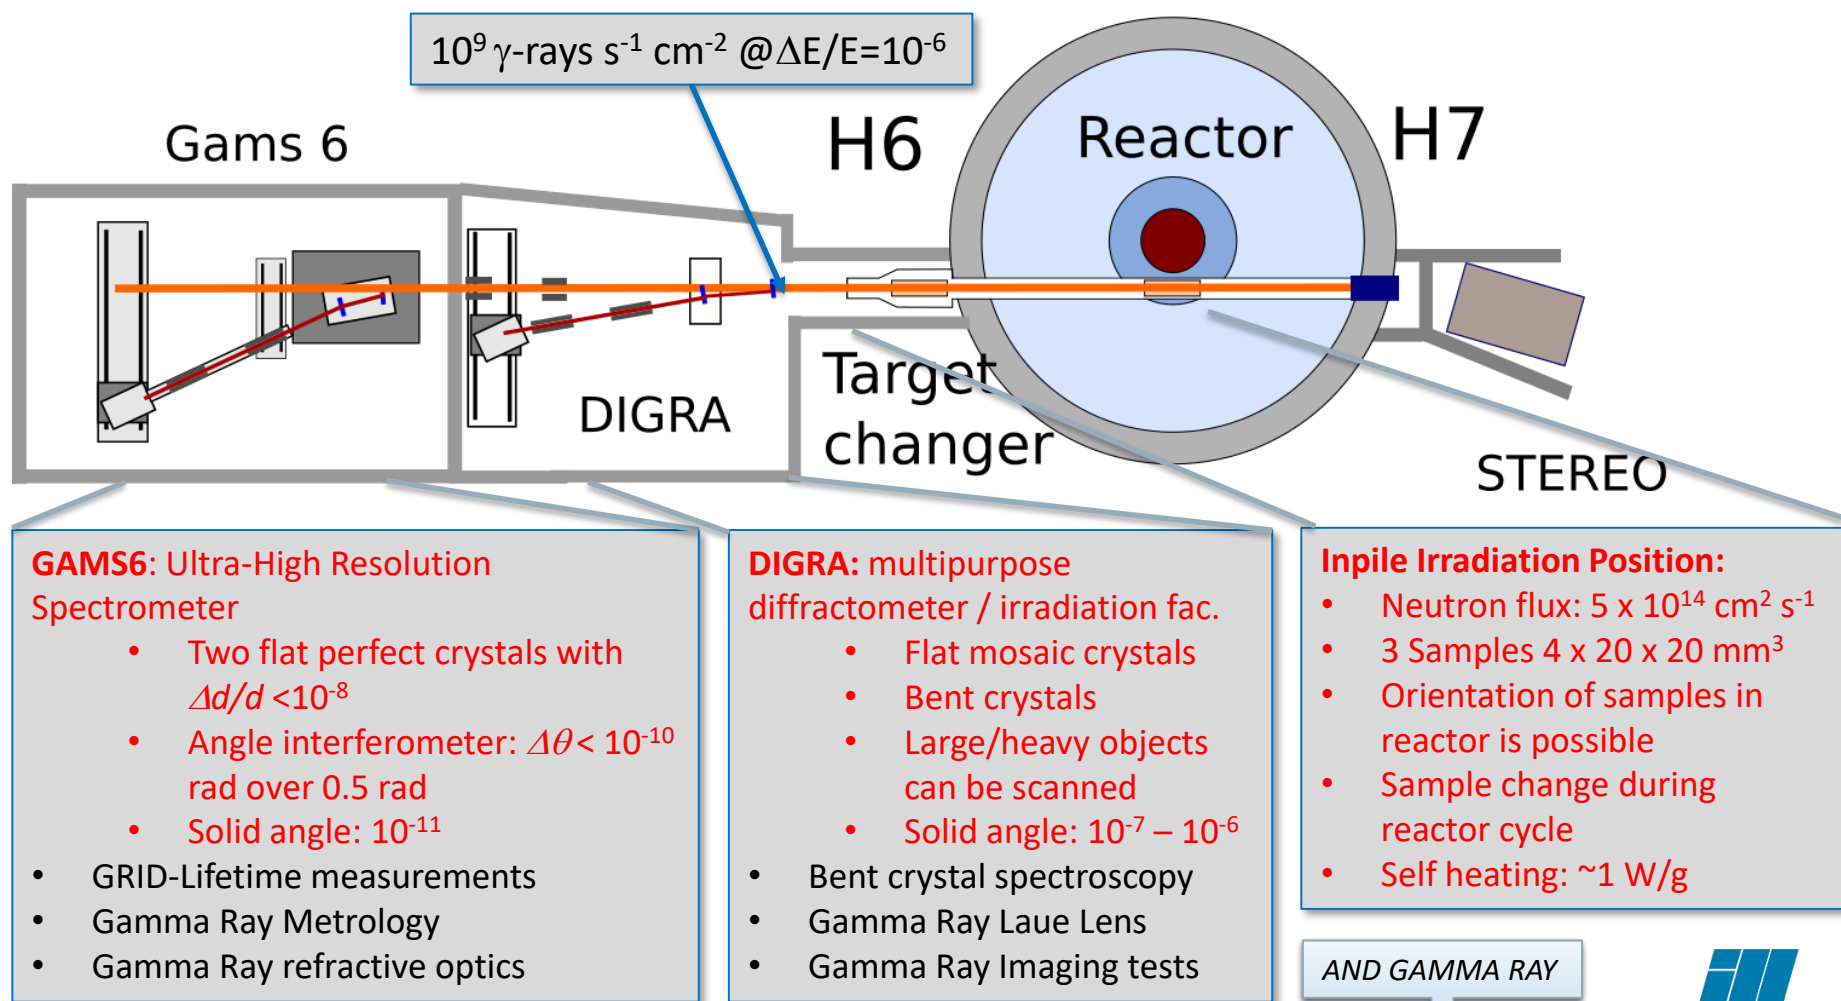 10⁹ γ-rays s⁻¹ cm⁻² @ΔE/E=10⁻⁶
Gams 6
H6
Reactor
H7
DIGRA
Target
changer
STEREO
GAMS6: Ultra-High Resolution
Spectrometer
• Two flat perfect crystals with
Δd/d <10⁻⁸
• Angle interferometer: Δθ < 10⁻¹⁰
rad over 0.5 rad
• Solid angle: 10⁻¹¹
• GRID-Lifetime measurements
• Gamma Ray Metrology
• Gamma Ray refractive optics
DIGRA: multipurpose
diffractometer / irradiation fac.
• Flat mosaic crystals
• Bent crystals
• Large/heavy objects
can be scanned
• Solid angle: 10⁻⁷ – 10⁻⁶
• Bent crystal spectroscopy
• Gamma Ray Laue Lens
• Gamma Ray Imaging tests
Inpile Irradiation Position:
• Neutron flux: 5 x 10¹⁴ cm² s⁻¹
• 3 Samples 4 x 20 x 20 mm³
• Orientation of samples in
reactor is possible
• Sample change during
reactor cycle
• Self heating: ~1 W/g
AND GAMMA RAY